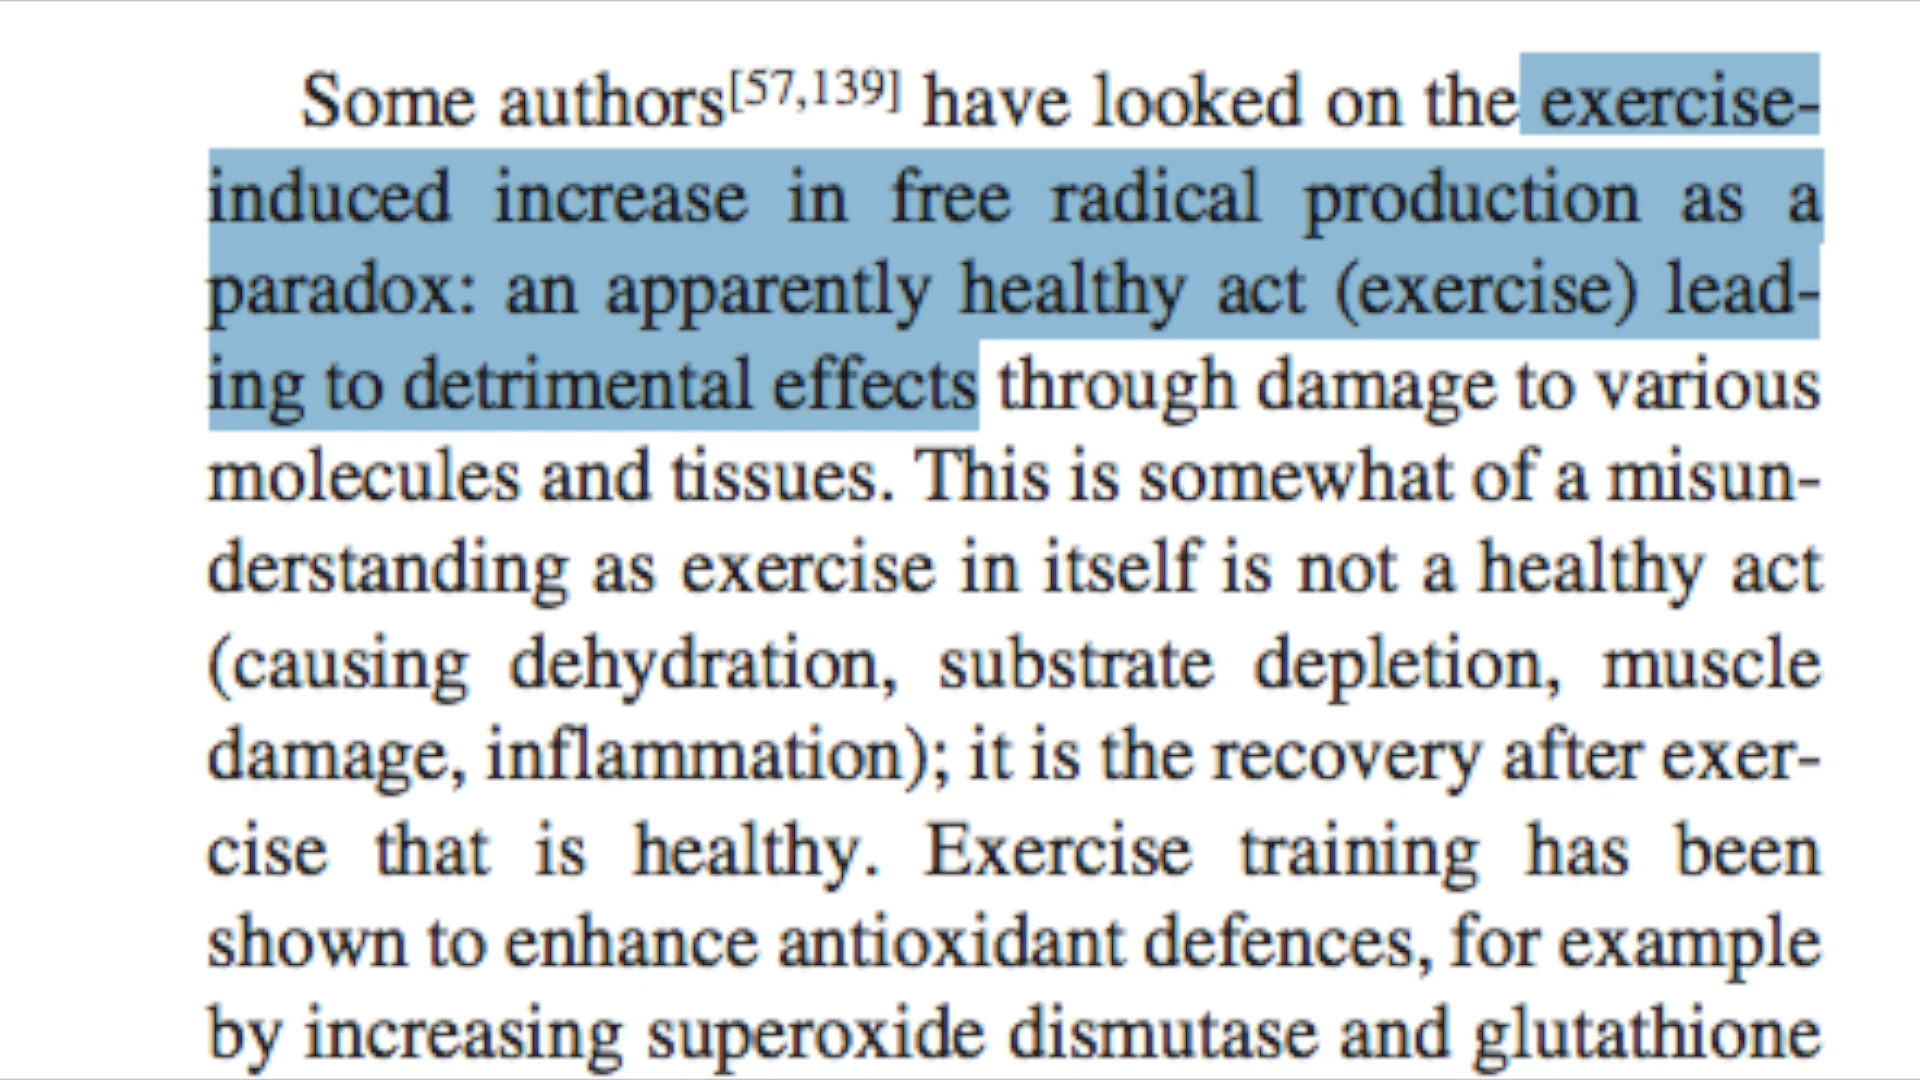 Some authors[57,139] have looked on the exercise-
induced increase in free radical production as a
paradox: an apparently healthy act (exercise) lead-
ing to detrimental effects through damage to various
molecules and tissues. This is somewhat of a misun-
derstanding as exercise in itself is not a healthy act
(causing dehydration, substrate depletion, muscle
damage, inflammation); it is the recovery after exer-
cise that is healthy. Exercise training has been
shown to enhance antioxidant defences, for example
by increasing superoxide dismutase and glutathione